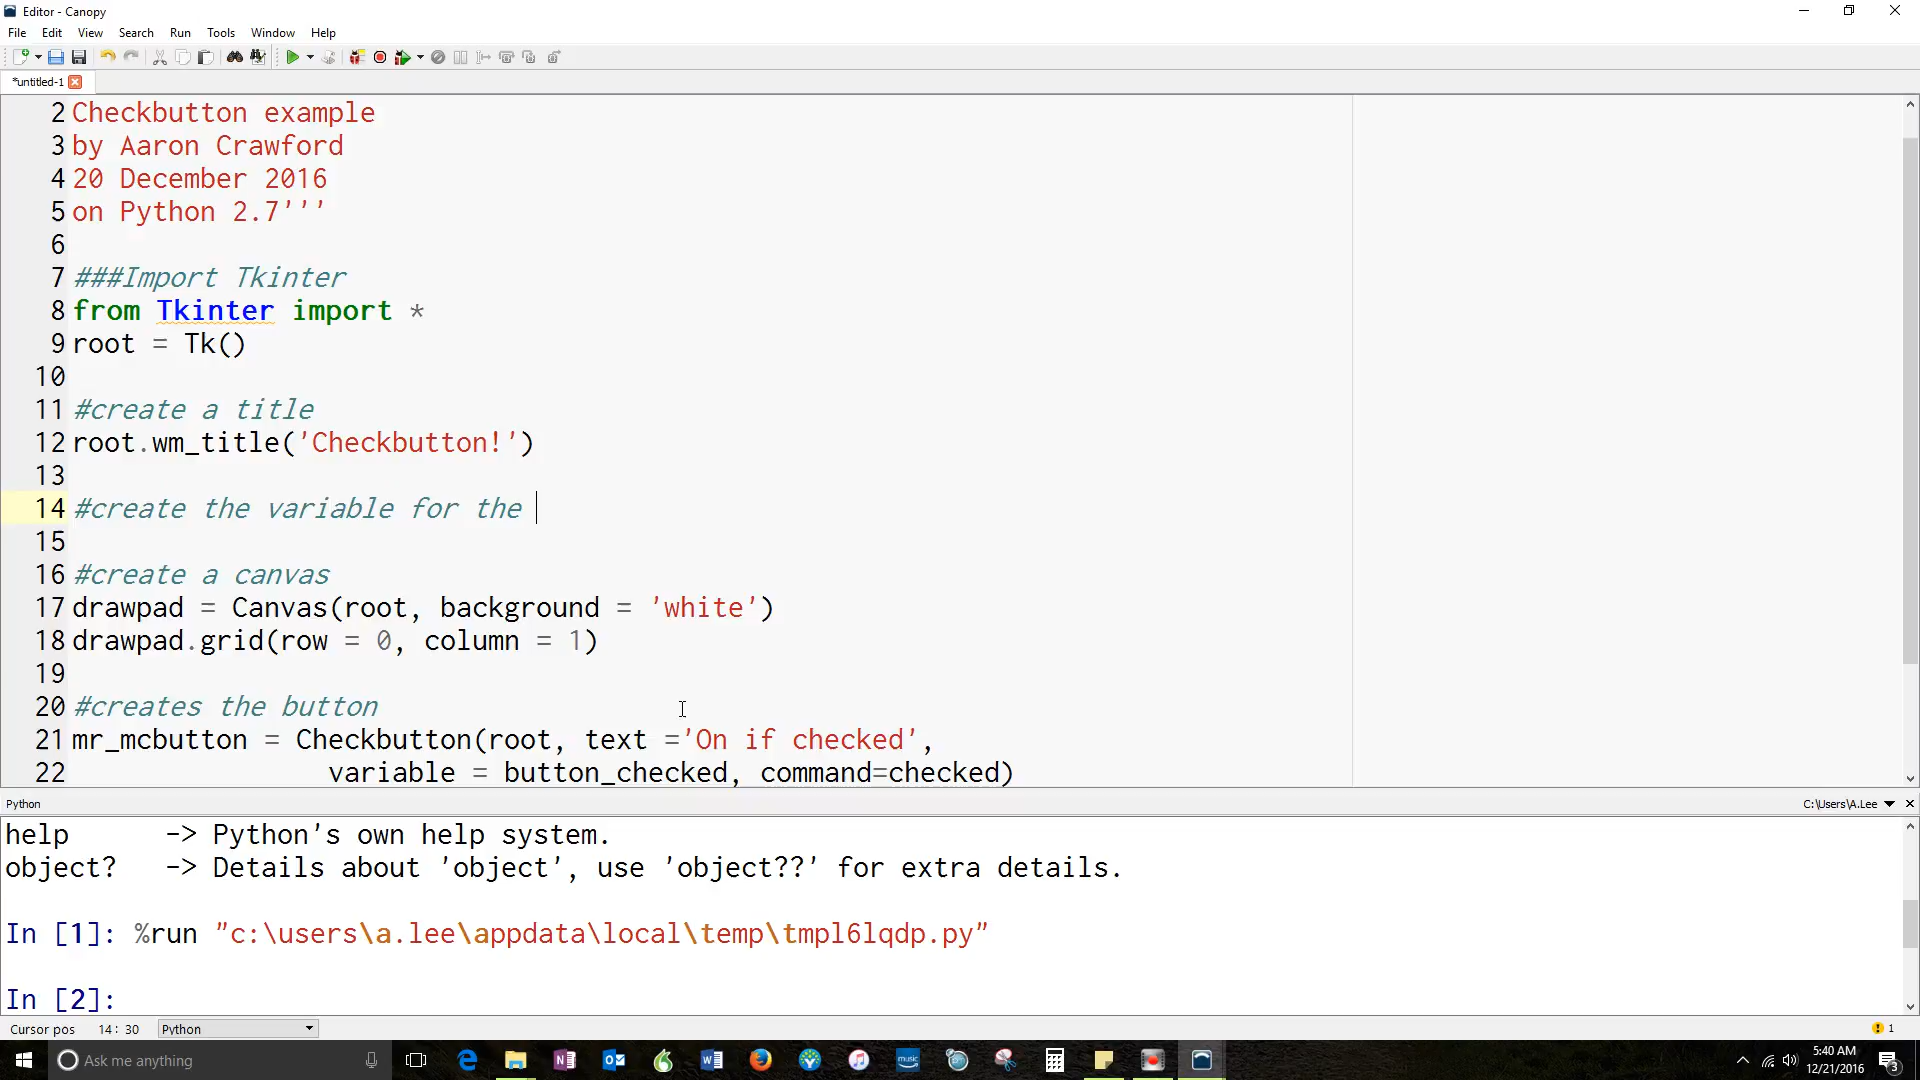 Editor - Canopy
File Edit View Search Run Tools Window Help
*untitled-1
2 Checkbutton example
3 by Aaron Crawford
4 20 December 2016
5 on Python 2.7'''
6
7 ###Import Tkinter
8 from Tkinter import *
9 root = Tk()
10
11 #create a title
12 root.wm_title('Checkbutton!')
13
14 #create the variable for the
15
16 #create a canvas
17 drawpad = Canvas(root, background = 'white')
18 drawpad.grid(row = 0, column = 1)
19
20 #creates the button
21 mr_mcbutton = Checkbutton(root, text ='On if checked',
22 variable = button_checked, command=checked)
Python C:\Users\A.Lee
help -> Python's own help system.
object? -> Details about 'object', use 'object??' for extra details.
In [1]: %run "c:\users\a.lee\appdata\local\temp\tmpl6lqdp.py"
In [2]:
Cursor pos 14: 30 Python 1
Ask me anything
music
5:40 AM
12/21/2016
3